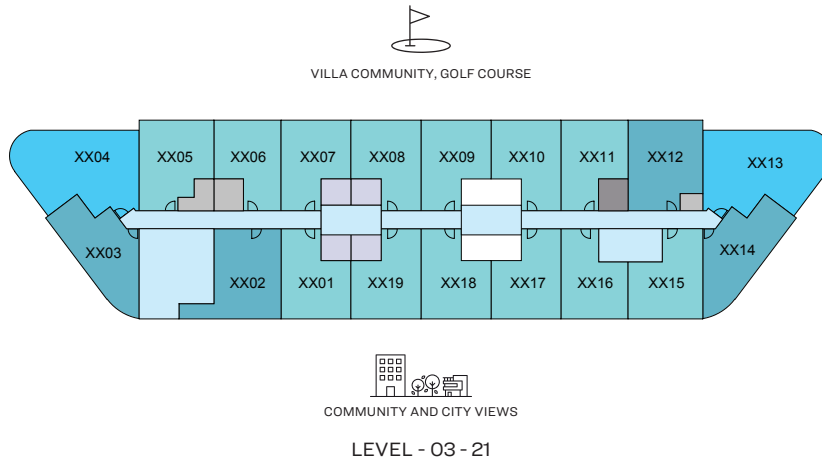 VILLA COMMUNITY, GOLF COURSE
XX04
XX05
XX06
XX07
XX08
XX09
XX10
XX11
XX12
XX13
XX03
XX02
XX01
XX19
XX18
XX17
XX16
XX15
XX14
COMMUNITY AND CITY VIEWS
LEVEL - 03 - 21